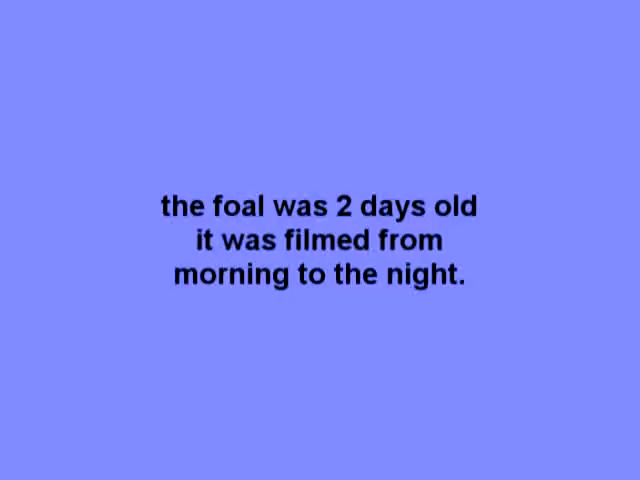 the foal was 2 days old
it was filmed from
morning to the night.